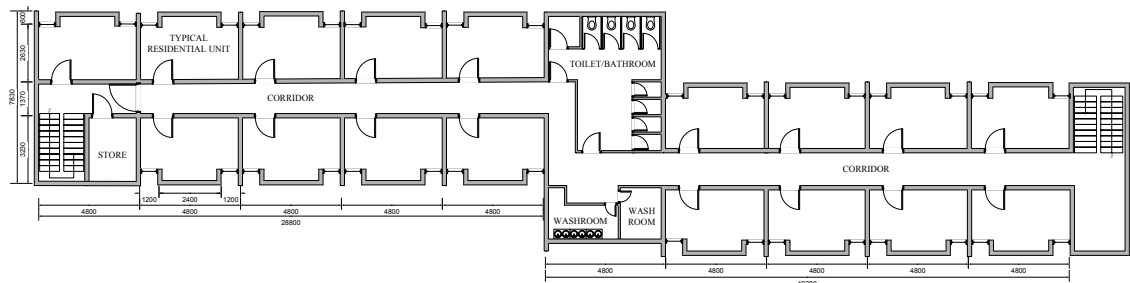 600
2630
7830
1370
3230
TYPICAL
RESIDENTIAL UNIT
TOILET/BATHROOM
CORRIDOR
STORE
CORRIDOR
WASHROOM
WASH
ROOM
1200 2400 1200
4800 4800 4800 4800 4800
28800
4800 4800 4800 4800